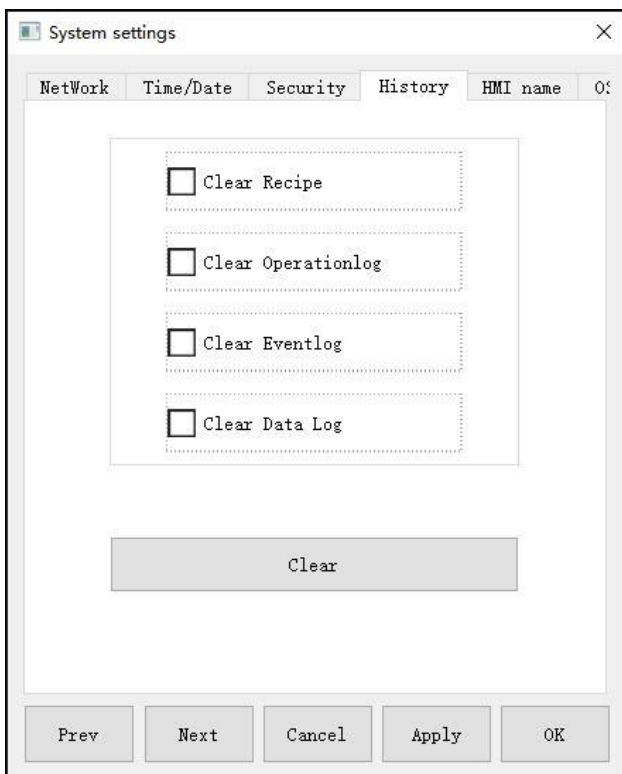 System settings
NetWork Time/Date Security History HMI name
Clear Recipe
Clear Operationlog
Clear Eventlog
Clear Data Log
Clear
Prev Next Cancel Apply OK